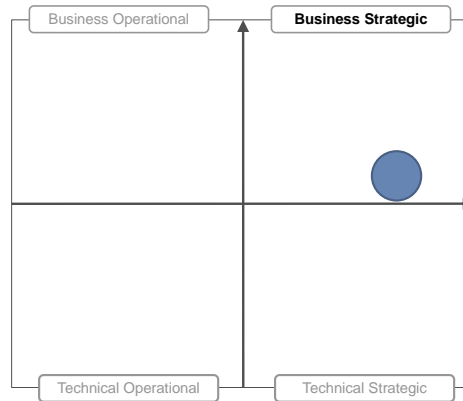 Business Operational
Business Strategic
Technical Operational
Technical Strategic